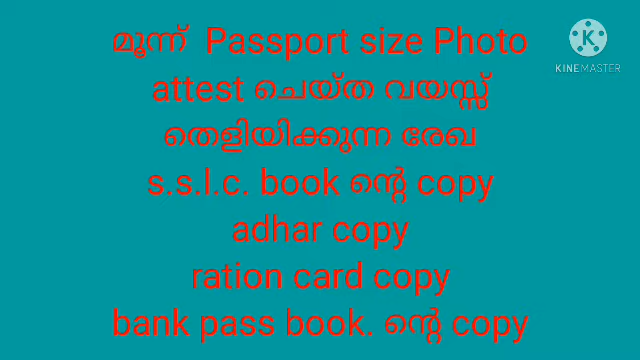 മൂന്ന് Passport size Photo
attest ചെയ്ത വയസ്സ്
തെളിയിക്കുന്ന രേഖ
s.s.l.c. book ന്റെ copy
adhar copy
ration card copy
bank pass book. ന്റെ copy
K
KINEMASTER